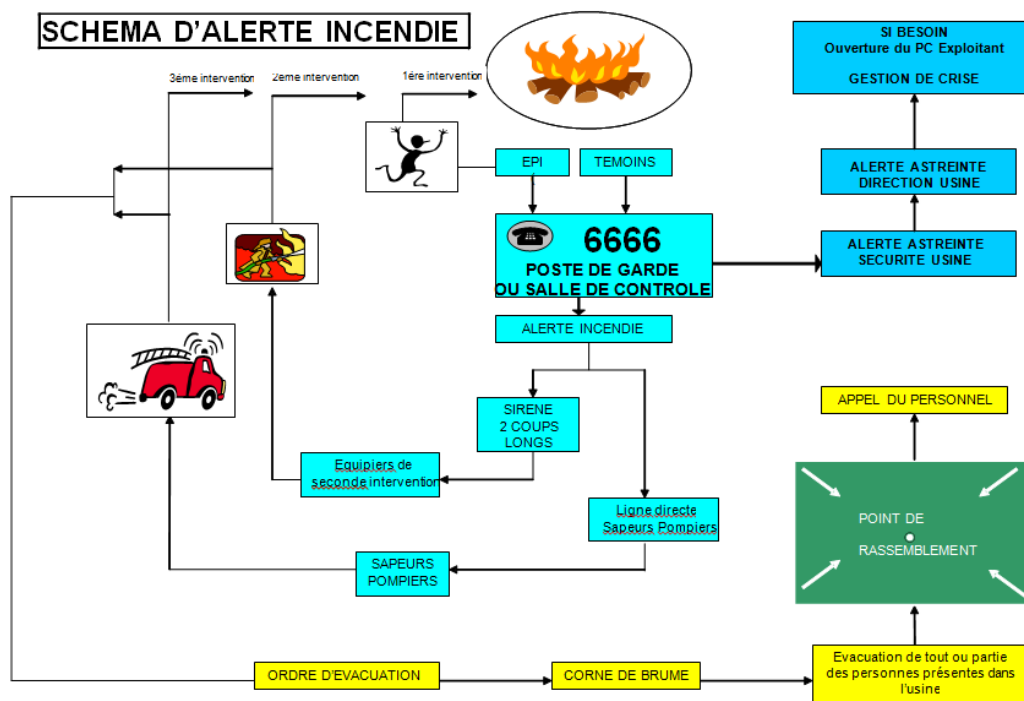 SCHEMA D'ALERTE INCENDIE
3éme intervention
2eme intervention
1ére intervention
SI BESOIN
Ouverture du PC Exploitant
GESTION DE CRISE
EPI
TEMOINS
ALERTE ASTREINTE
DIRECTION USINE
6666
POSTE DE GARDE
OU SALLE DE CONTROLE
ALERTE ASTREINTE
SECURITE USINE
ALERTE INCENDIE
SIRENE
2 COUPS
LONGS
APPEL DU PERSONNEL
Equipiers de
seconde intervention
Ligne directe
Sapeurs Pompiers
POINT DE
RASSEMBLEMENT
SAPEURS
POMPIERS
ORDRE D'EVACUATION
CORNE DE BRUME
Evacuation de tout ou partie
des personnes présentes dans
l'usine